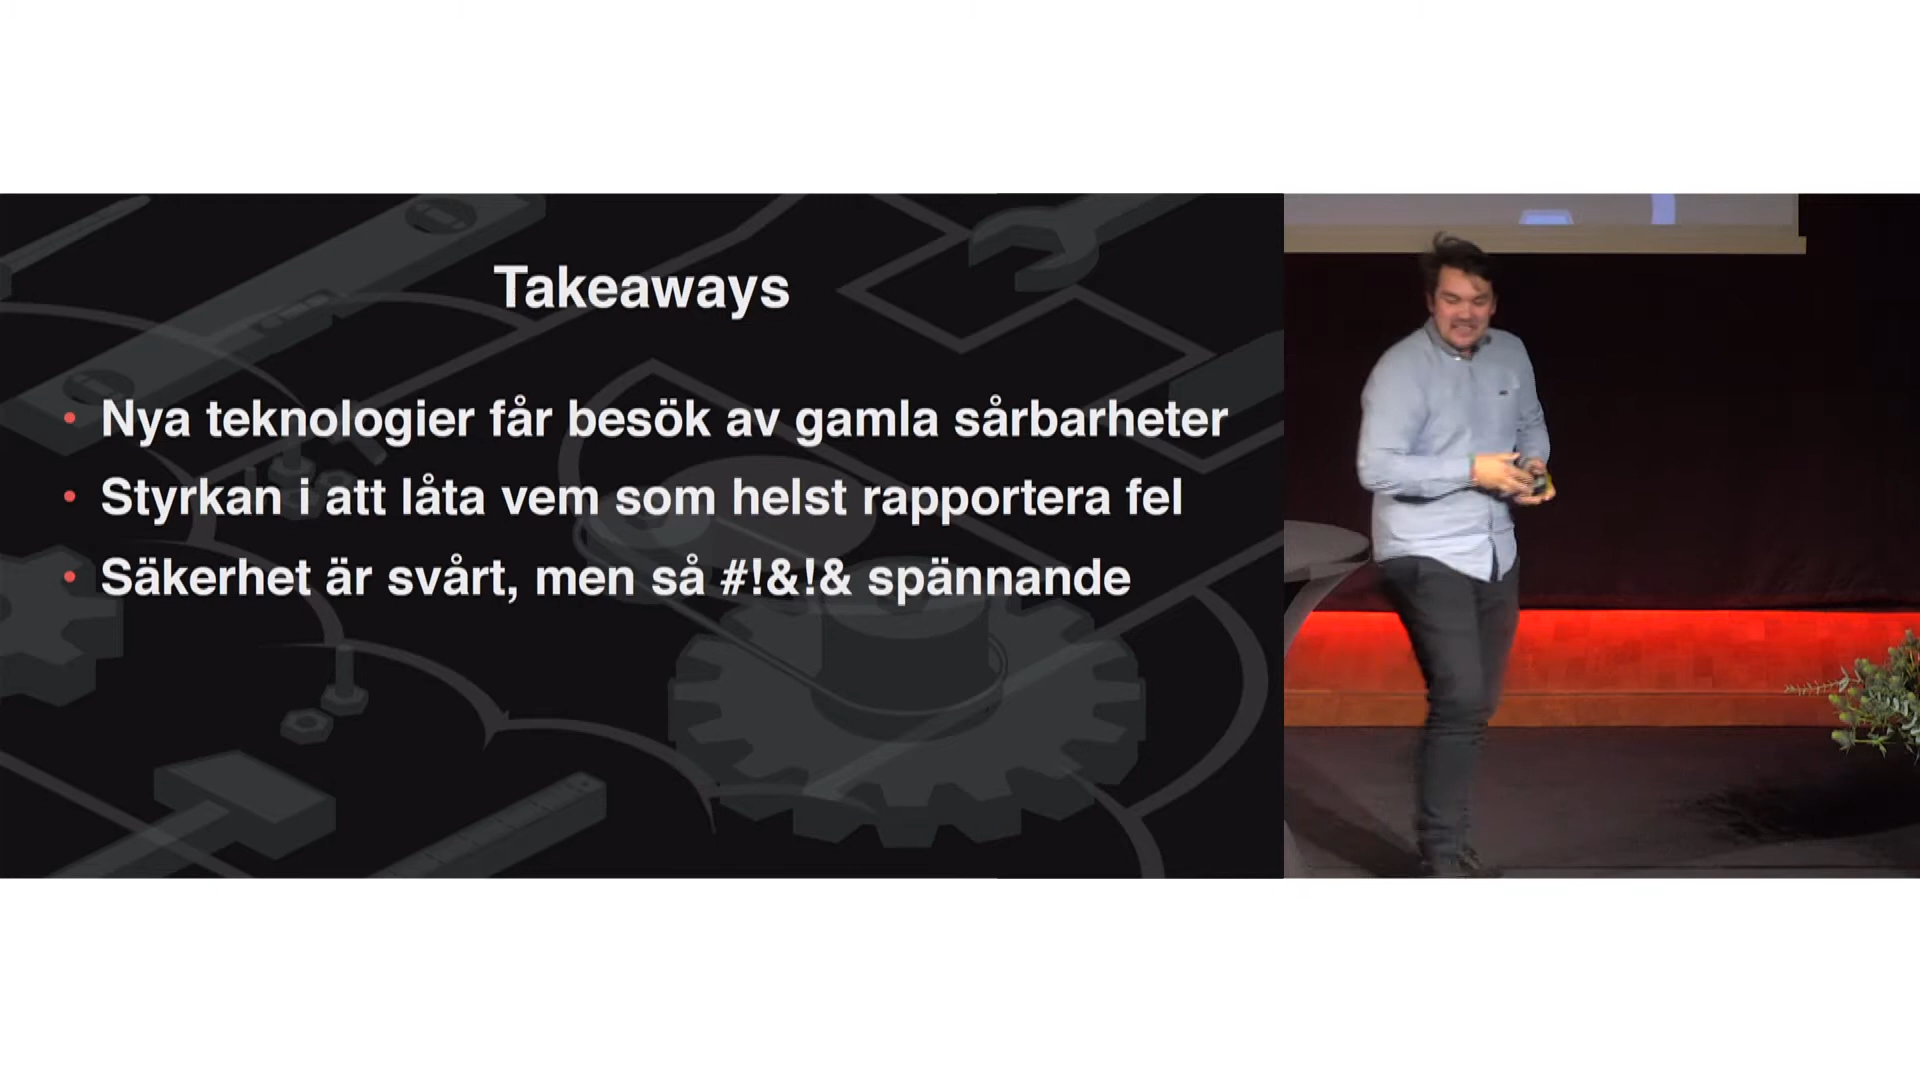 Takeaways
• Nya teknologier får besök av gamla sårbarheter
• Styrkan i att låta vem som helst rapportera fel
• Säkerhet är svårt, men så #!&!& spännande